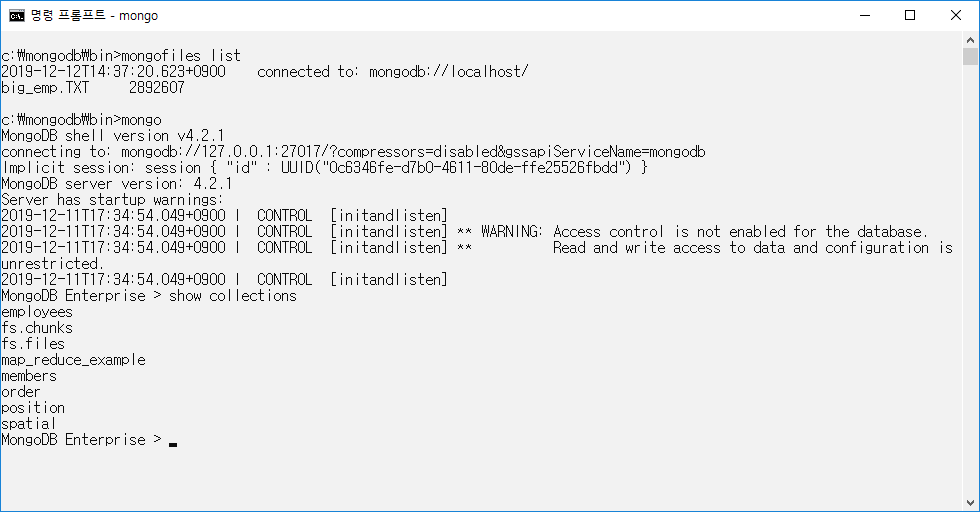 명령 프롬프트 - mongo
c:₩mongodb₩bin>mongofiles list
2019-12-12T14:37:20.623+0900    connected to: mongodb://localhost/
big_emp.TXT     2892607
c:₩mongodb₩bin>mongo
MongoDB shell version v4.2.1
connecting to: mongodb://127.0.0.1:27017/?compressors=disabled&gssapiServiceName=mongodb
Implicit session: session { "id" : UUID("0c6346fe-d7b0-4611-80de-ffe25526fbdd") }
MongoDB server version: 4.2.1
Server has startup warnings:
2019-12-11T17:34:54.049+0900 I  CONTROL  [initandlisten]
2019-12-11T17:34:54.049+0900 I  CONTROL  [initandlisten] ** WARNING: Access control is not enabled for the database.
2019-12-11T17:34:54.049+0900 I  CONTROL  [initandlisten] **          Read and write access to data and configuration is
unrestricted.
2019-12-11T17:34:54.049+0900 I  CONTROL  [initandlisten]
MongoDB Enterprise > show collections
employees
fs.chunks
fs.files
map_reduce_example
members
order
position
spatial
MongoDB Enterprise >